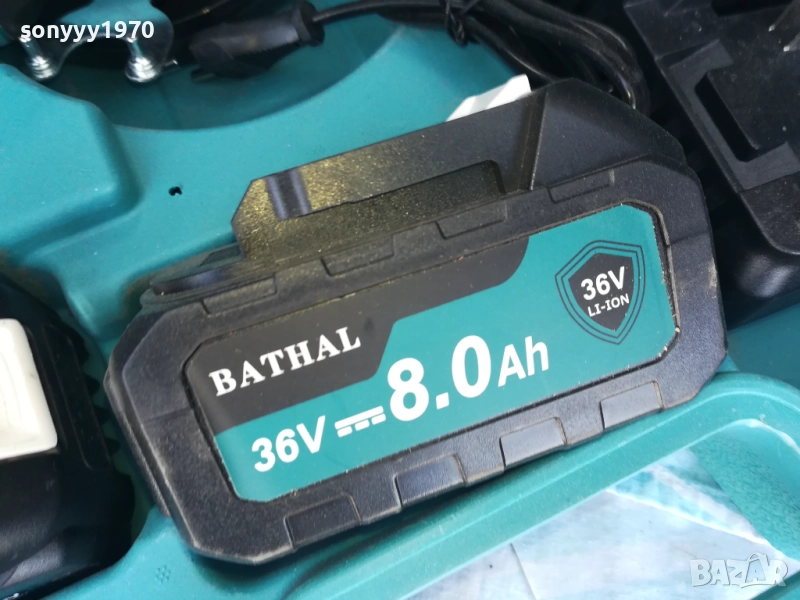 sonyyy1970
BATHAL
36V 8.0Ah
36V
LI-ION
BAZAR